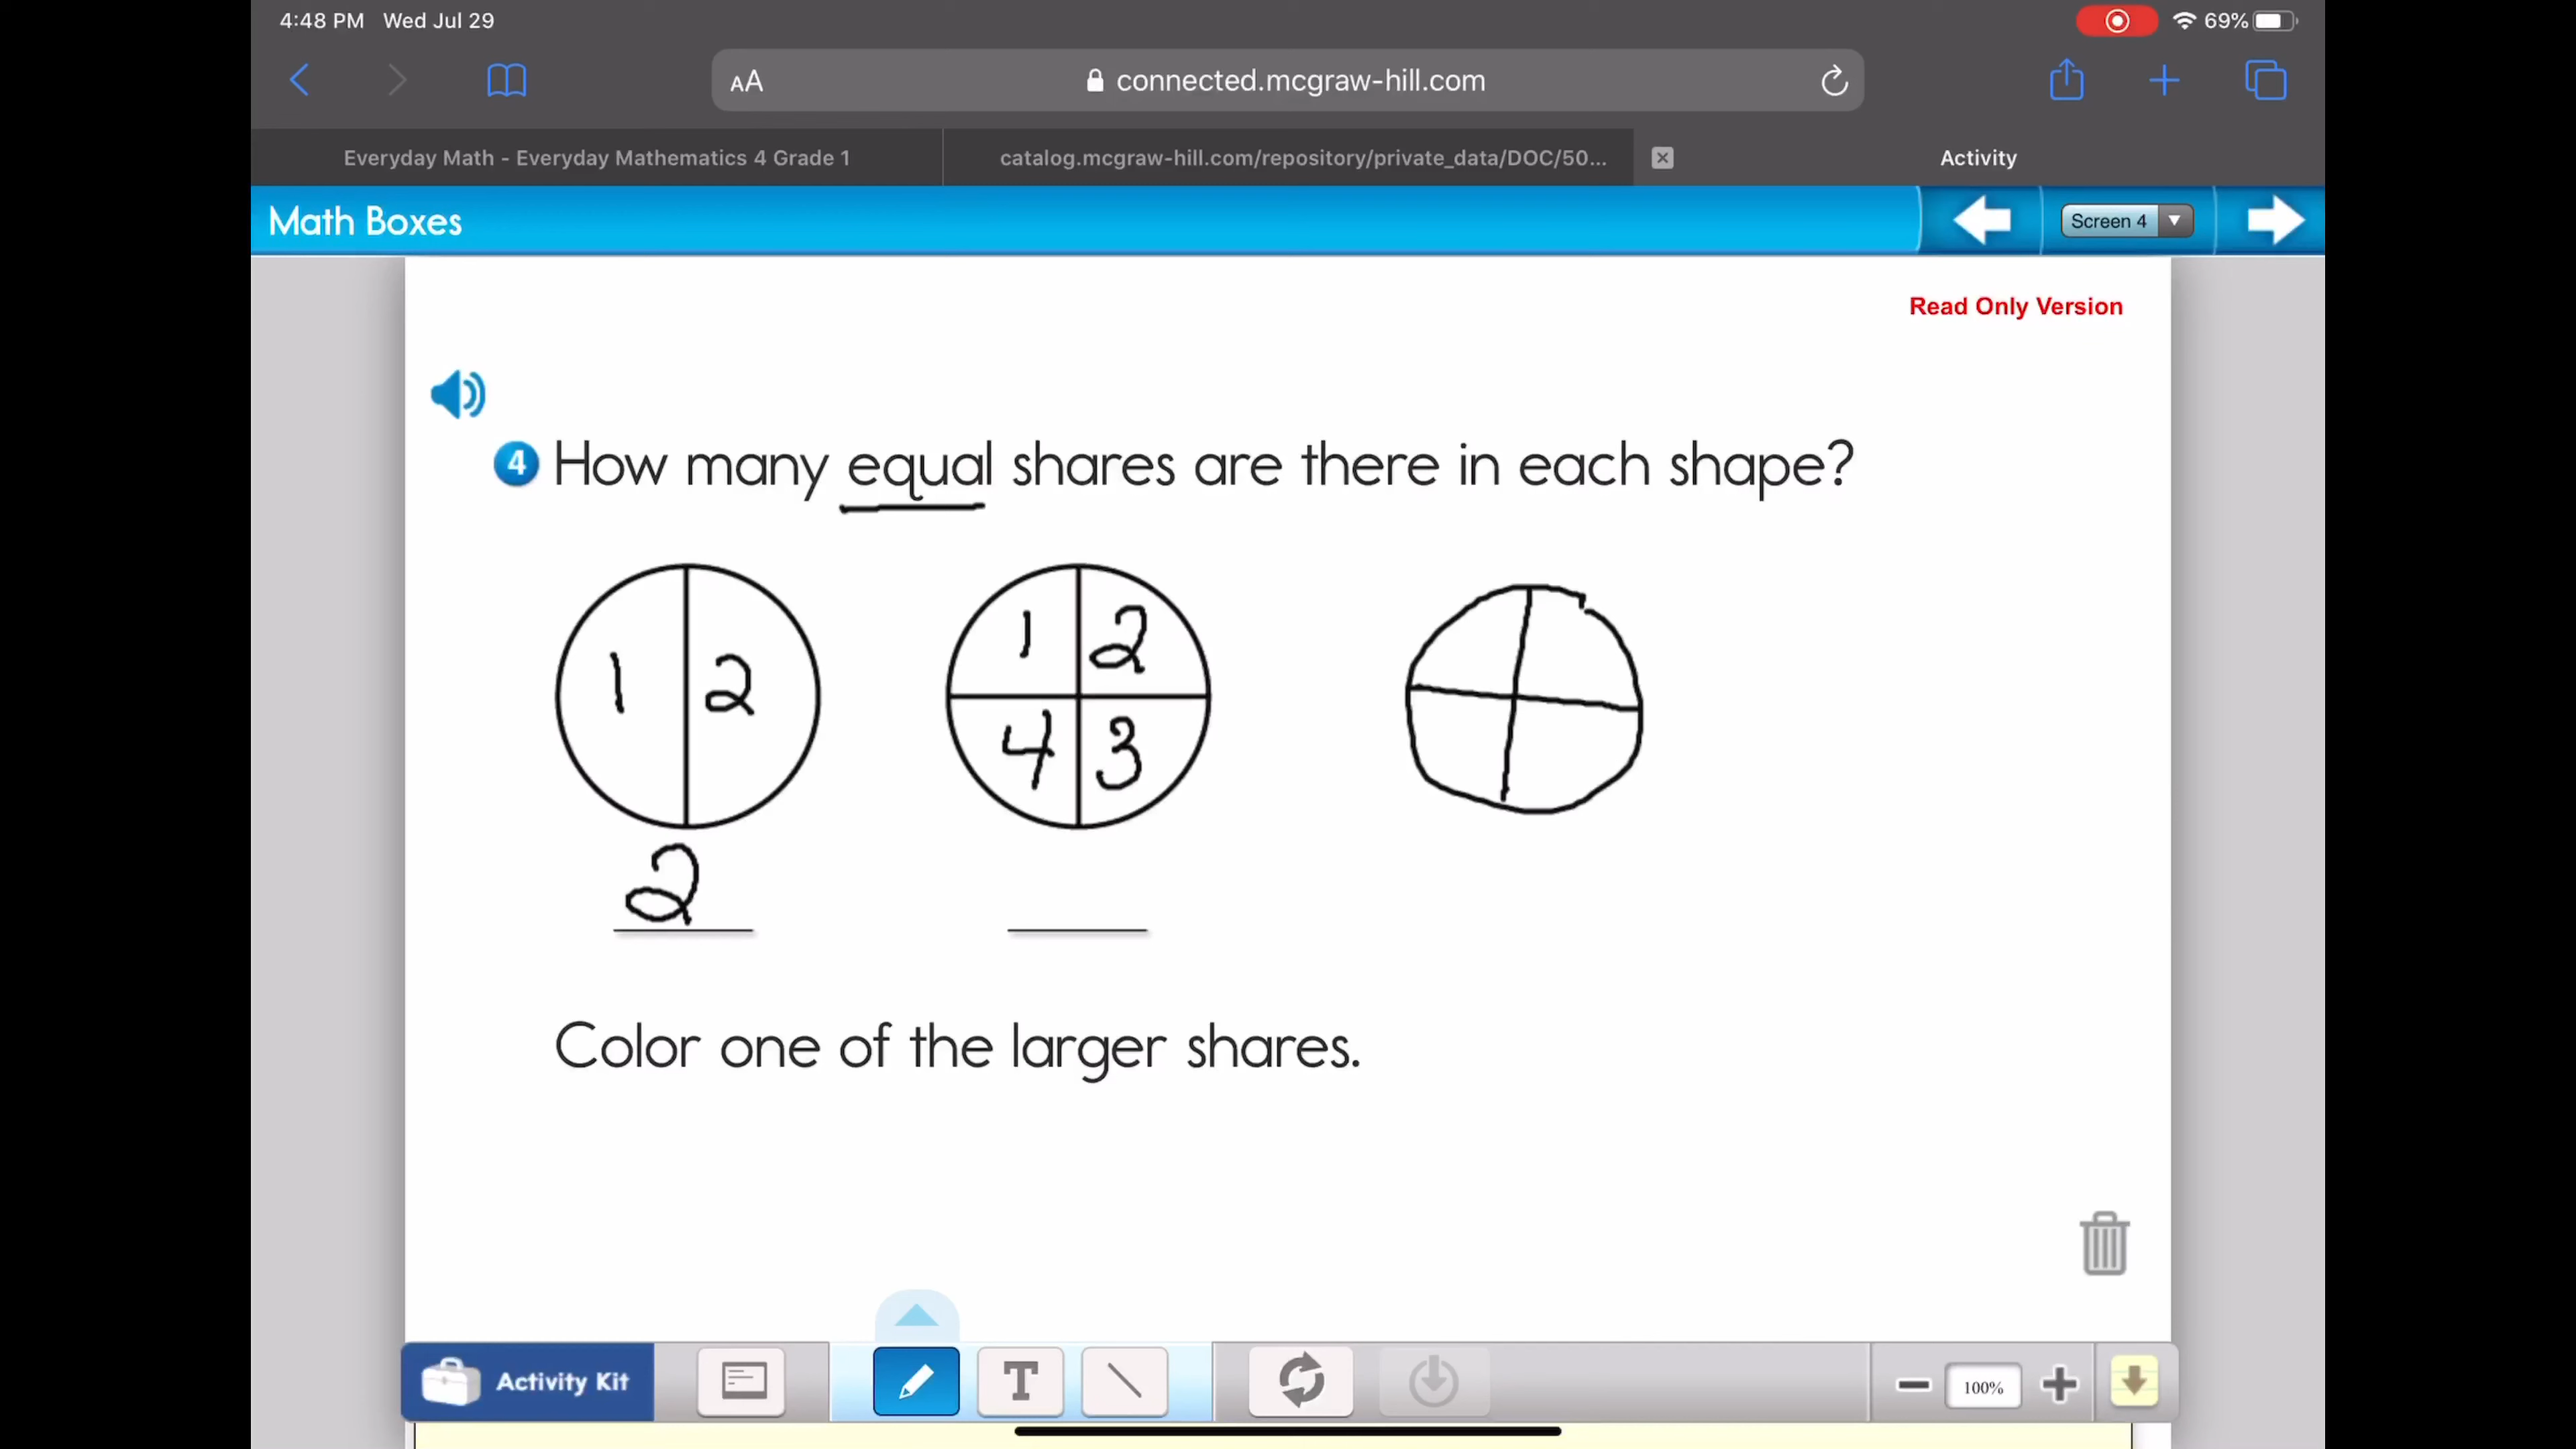 4:48 PM Wed Jul 29
69%
AA connected.mcgraw-hill.com
Everyday Math - Everyday Mathematics 4 Grade 1
catalog.mcgraw-hill.com/repository/private_data/DOC/50...
Activity
Math Boxes
Screen 4
Read Only Version
4 How many equal shares are there in each shape?
1 2
1 2
4 3
2
Color one of the larger shares.
Activity Kit
T
100%